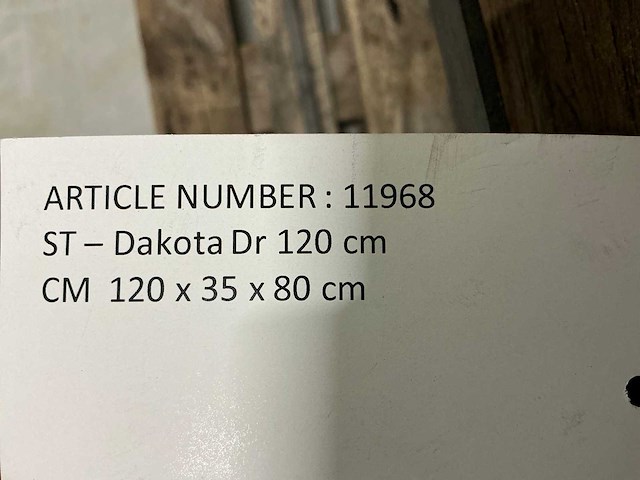 ARTICLE NUMBER : 11968
ST – Dakota Dr 120 cm
CM 120 x 35 x 80 cm